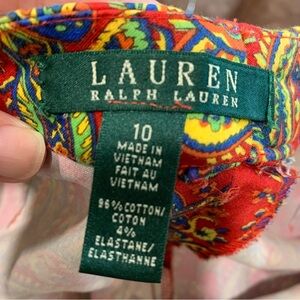 LAUREN
RALPH LAUREN
10
MADE IN
VIETNAM
FAIT AU
VIETNAM
96% COTTON/
COTON
4%
ELASTANE/
ELASTHANNE